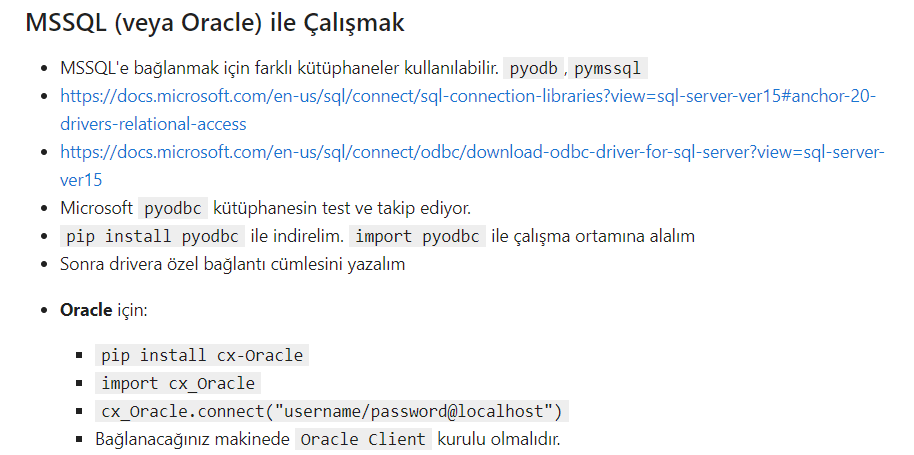 MSSQL (veya Oracle) ile Çalışmak
MSSQL'e bağlanmak için farklı kütüphaneler kullanılabilir. pyodb , pymssql
https://docs.microsoft.com/en-us/sql/connect/sql-connection-libraries?view=sql-server-ver15#anchor-20-
drivers-relational-access
https://docs.microsoft.com/en-us/sql/connect/odbc/download-odbc-driver-for-sql-server?view=sql-server-
ver15
Microsoft pyodbc kütüphanesin test ve takip ediyor.
pip install pyodbc ile indirelim. import pyodbc ile çalışma ortamına alalım
Sonra drivera özel bağlantı cümlesini yazalım
Oracle için:
pip install cx-Oracle
import cx_Oracle
cx_Oracle.connect("username/password@localhost")
Bağlanacağınız makinede Oracle Client kurulu olmalıdır.